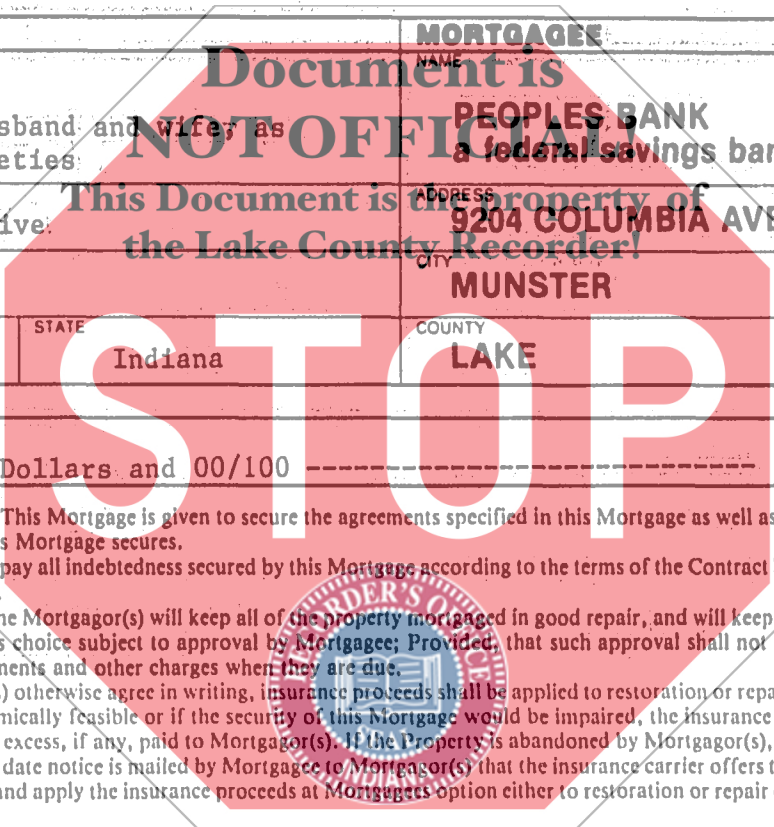 MORTGAGEE
NAME
Document is
sband and wife, as
PEOPLES BANK
NOT OFFICIAL!
eties
a federal savings ban
This Document is the property of
ADDRESS
ive
9204 COLUMBIA AVE
the Lake County Recorder!
CITY
MUNSTER
STATE
COUNTY
Indiana
LAKE
STOP
Dollars and 00/100 ----------------------------------
This Mortgage is given to secure the agreements specified in this Mortgage as well as
s Mortgage secures.
pay all indebtedness secured by this Mortgage according to the terms of the Contract
RECORDER'S OFFICE
he Mortgagor(s) will keep all of the property mortgaged in good repair, and will keep
s choice subject to approval by Mortgagee; Provided, that such approval shall not
ments and other charges when they are due.
) otherwise agree in writing, insurance proceeds shall be applied to restoration or repa
mically feasible or if the security of this Mortgage would be impaired, the insurance
excess, if any, paid to Mortgagor(s). If the Property is abandoned by Mortgagor(s),
SEAL
date notice is mailed by Mortgagee to Mortgagor(s) that the insurance carrier offers t
INDIANA
and apply the insurance proceeds at Mortgagees option either to restoration or repair